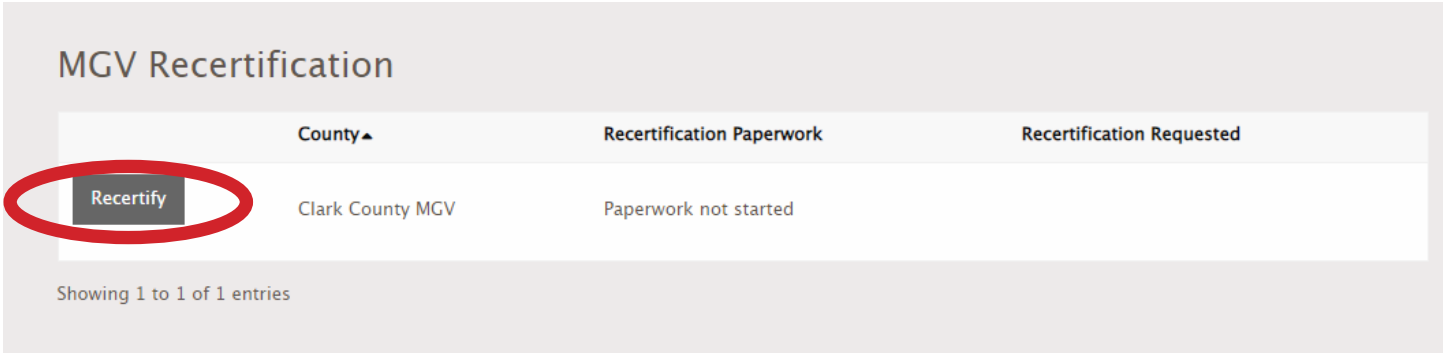 MGV Recertification
County Recertification Paperwork Recertification Requested
Recertify Clark County MGV Paperwork not started
Showing 1 to 1 of 1 entries